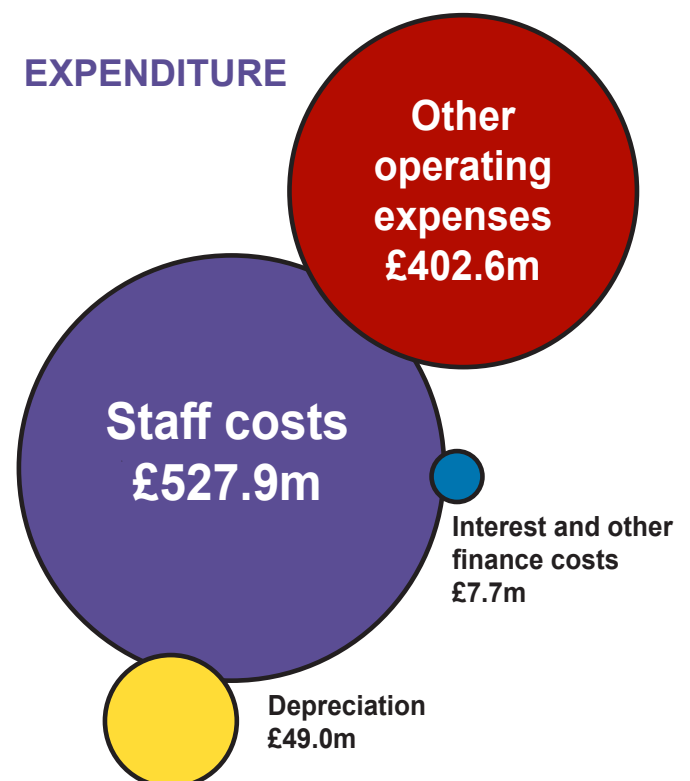 EXPENDITURE
Other
operating
expenses
£402.6m
Staff costs
£527.9m
Interest and other
finance costs
£7.7m
Depreciation
£49.0m